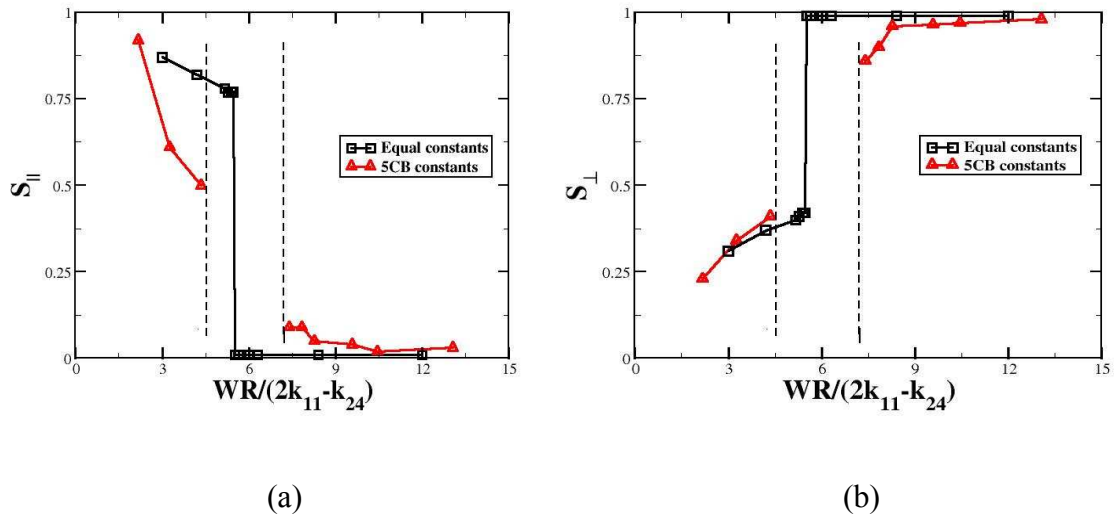 1
0.75
0.5
0.25
0
S||
Equal constants
5CB constants
0 3 6 9 12 15
WR/(2k11-k24)
(a)
1
0.75
0.5
0.25
0
S⊥
Equal constants
5CB constants
0 3 6 9 12 15
WR/(2k11-k24)
(b)